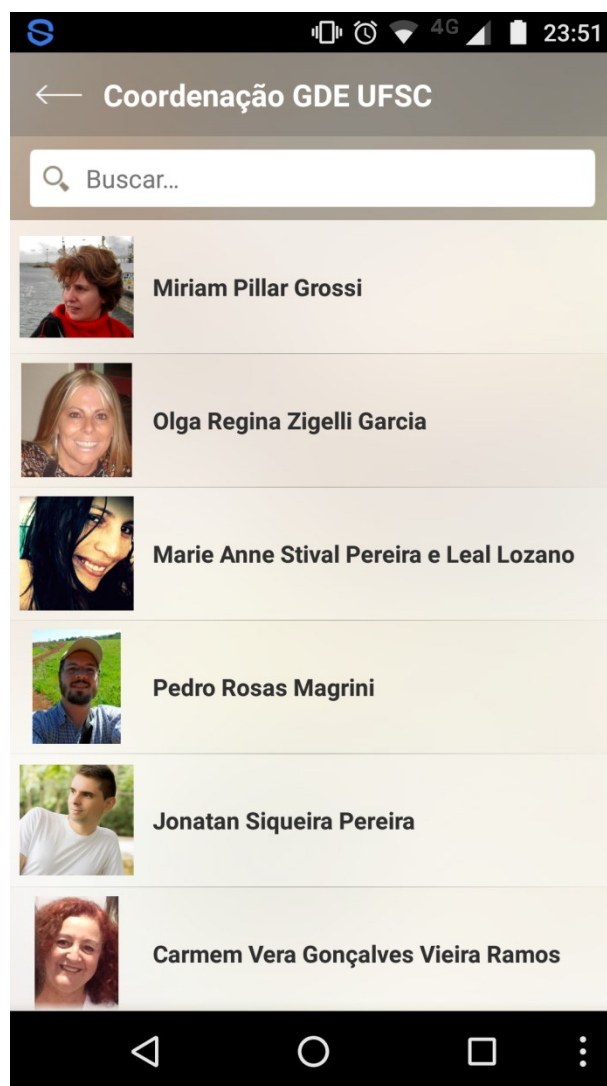 4G 23:51
Coordenação GDE UFSC
Buscar...
Miriam Pillar Grossi
Olga Regina Zigelli Garcia
Marie Anne Stival Pereira e Leal Lozano
Pedro Rosas Magrini
Jonatan Siqueira Pereira
Carmem Vera Gonçalves Vieira Ramos